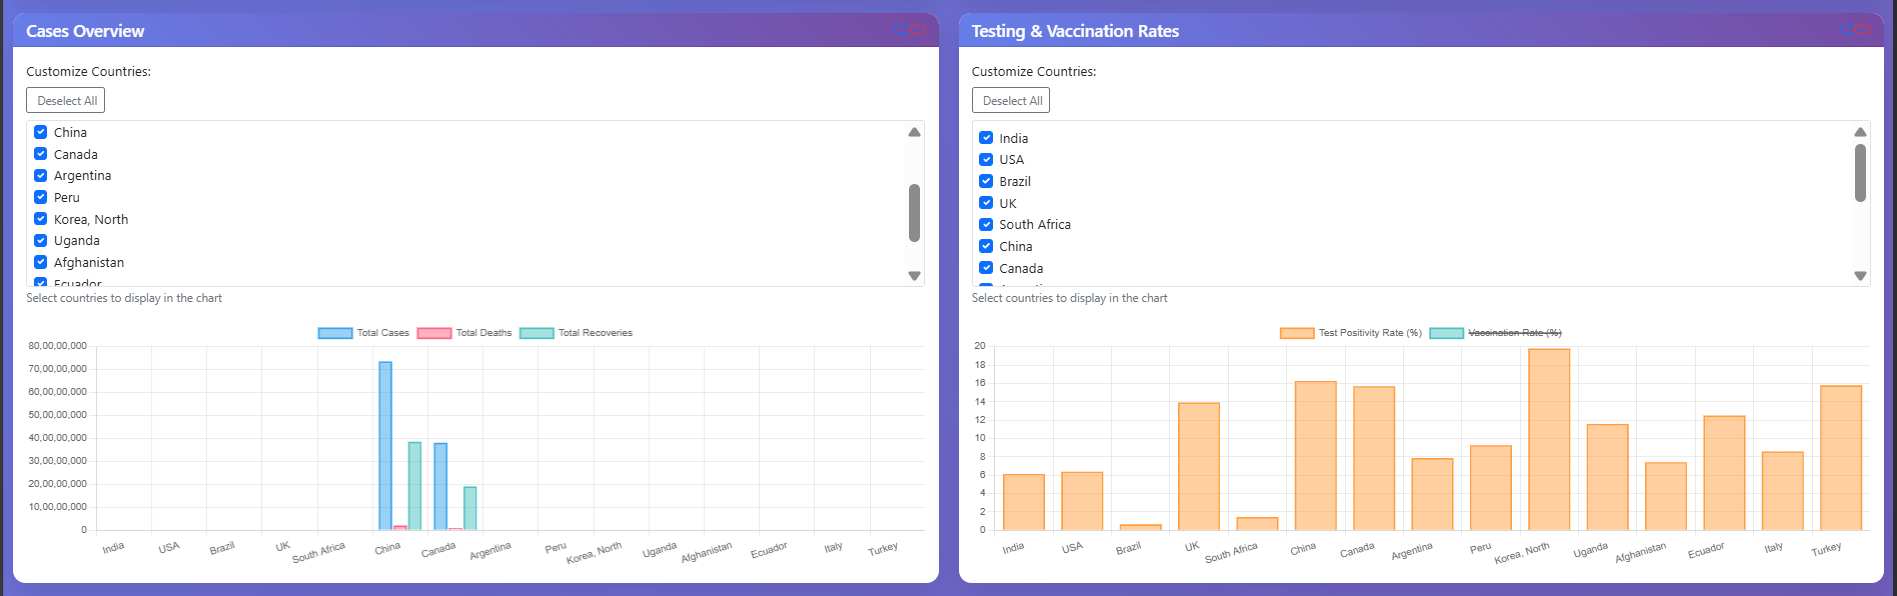 Cases Overview
Customize Countries:
Deselect All
China
Canada
Argentina
Peru
Korea, North
Uganda
Afghanistan
Ecuador
Select countries to display in the chart
Total Cases Total Deaths Total Recoveries
80,00,00,000
70,00,00,000
60,00,00,000
50,00,00,000
40,00,00,000
30,00,00,000
20,00,00,000
10,00,00,000
0
India USA Brazil UK South Africa China Canada Argentina Peru Korea, North Uganda Afghanistan Ecuador Italy Turkey
Testing & Vaccination Rates
Customize Countries:
Deselect All
India
USA
Brazil
UK
South Africa
China
Canada
Select countries to display in the chart
Test Positivity Rate (%) Vaccination Rate (%)
20
18
16
14
12
10
8
6
4
2
0
India USA Brazil UK South Africa China Canada Argentina Peru Korea, North Uganda Afghanistan Ecuador Italy Turkey